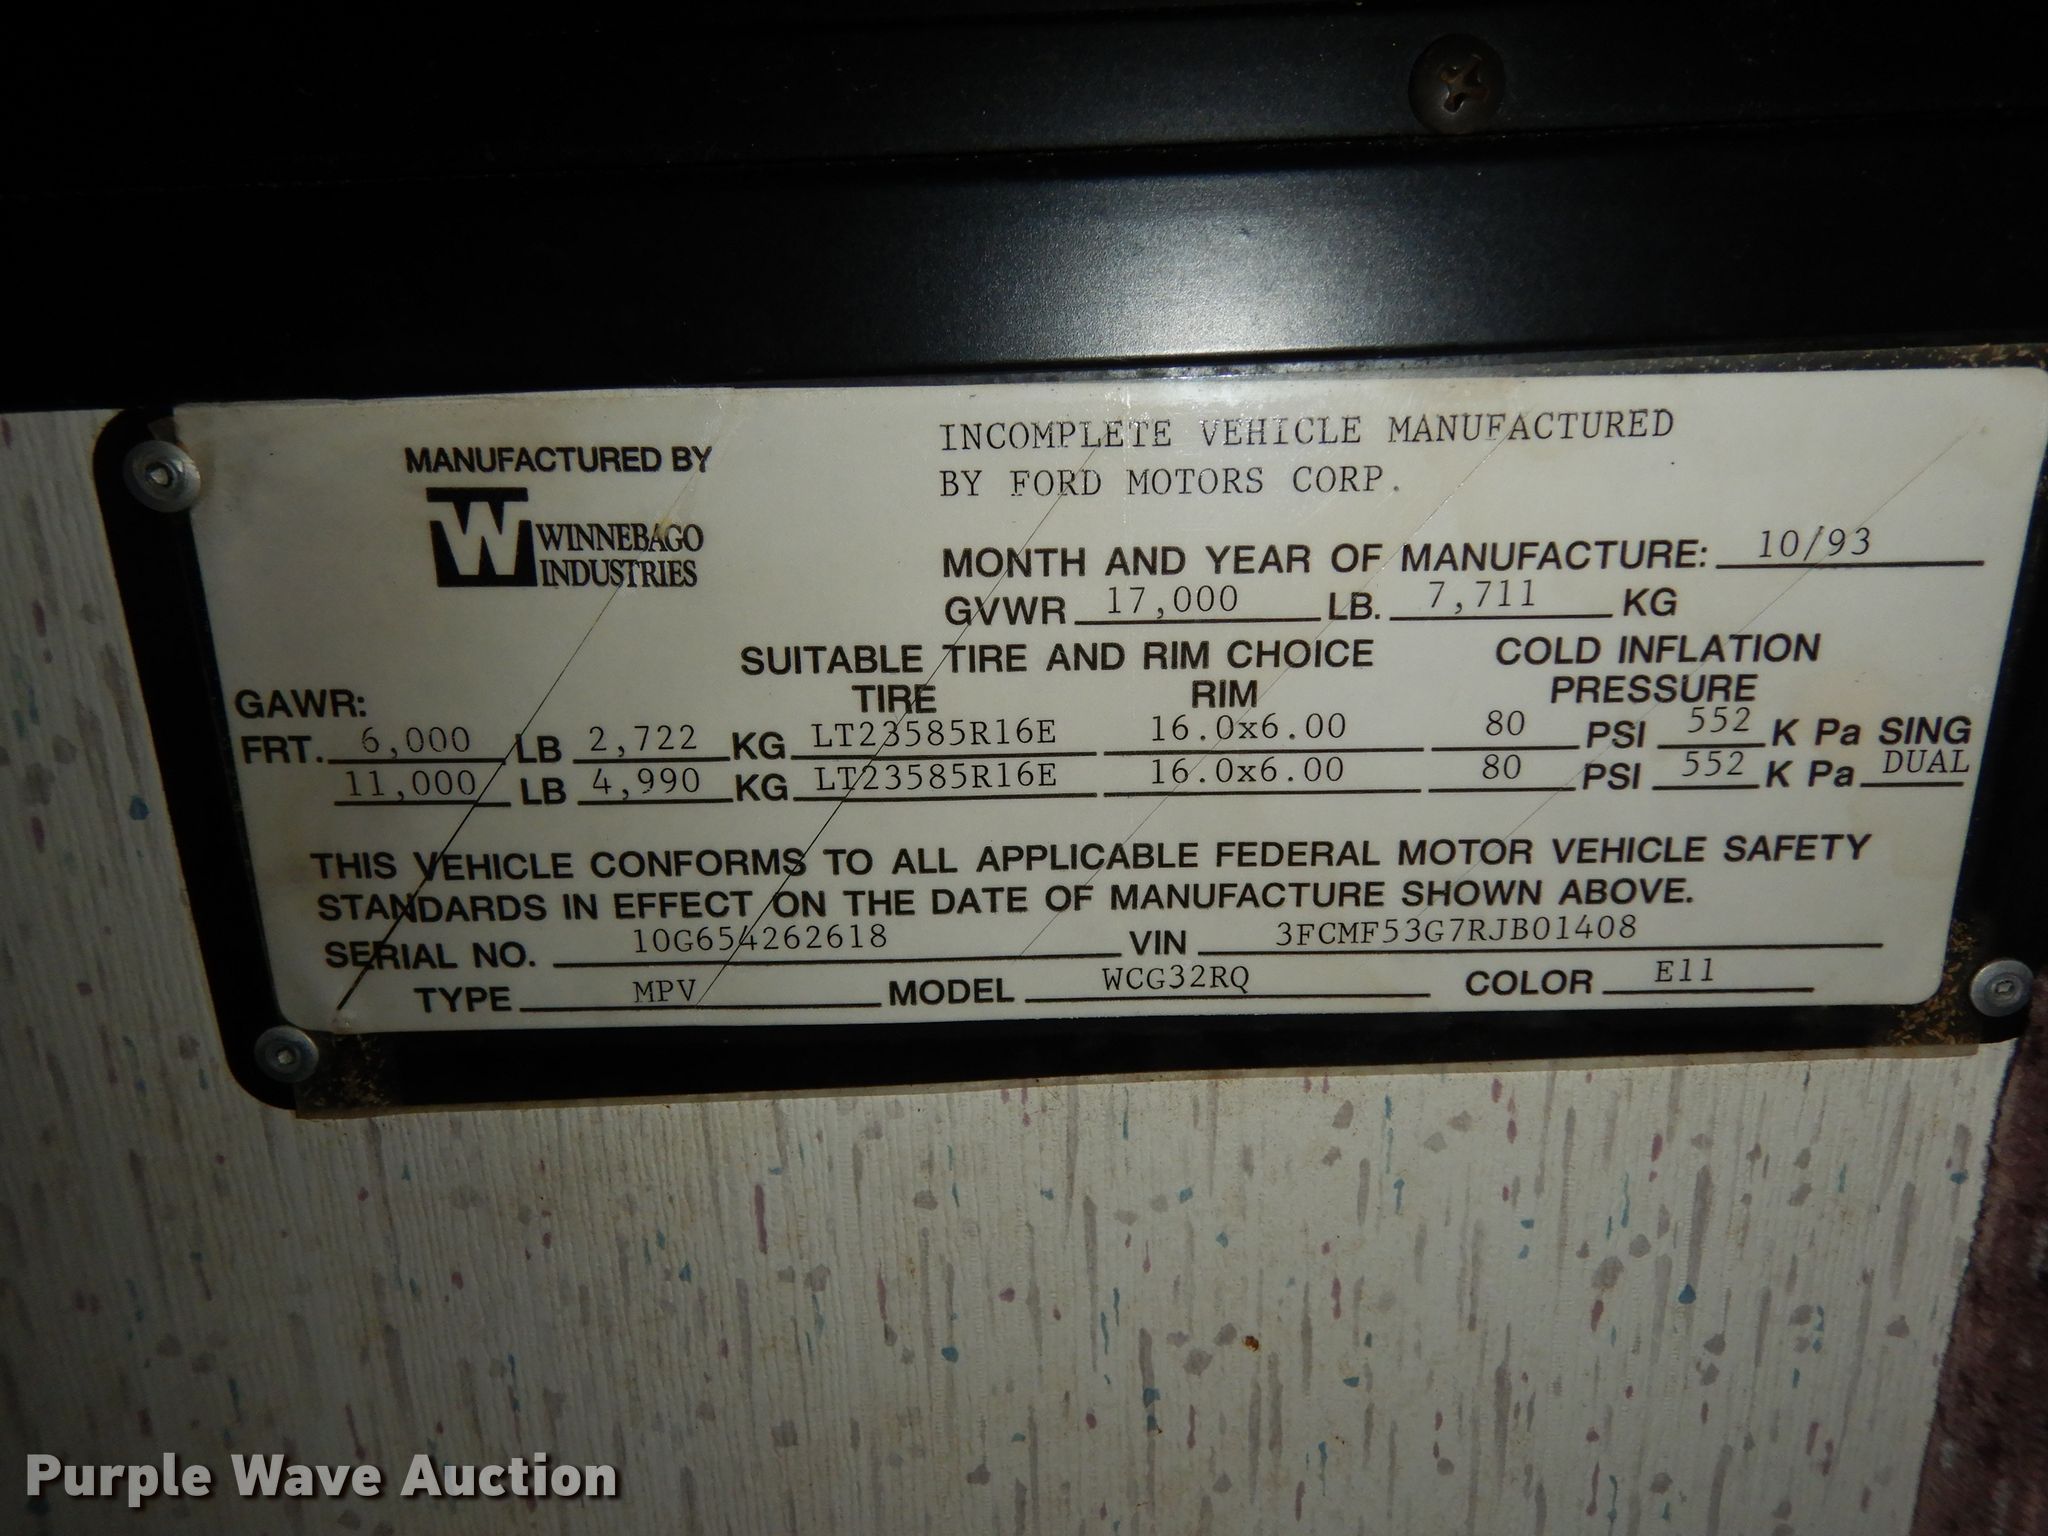 MANUFACTURED BY
W WINNEBAGO
INDUSTRIES
INCOMPLETE VEHICLE MANUFACTURED
BY FORD MOTORS CORP.
MONTH AND YEAR OF MANUFACTURE: 10/93
GVWR 17,000 LB. 7,711 KG
SUITABLE TIRE AND RIM CHOICE COLD INFLATION
GAWR: TIRE RIM PRESSURE
FRT. 6,000 LB 2,722 KG LT23585R16E 16.0x6.00 80 PSI 552 K Pa SING
11,000 LB 4,990 KG LT23585R16E 16.0x6.00 80 PSI 552 K Pa DUAL
THIS VEHICLE CONFORMS TO ALL APPLICABLE FEDERAL MOTOR VEHICLE SAFETY
STANDARDS IN EFFECT ON THE DATE OF MANUFACTURE SHOWN ABOVE.
SERIAL NO. 10G654262618 VIN 3FCMF53G7RJB01408
TYPE MPV MODEL WCG32RQ COLOR E11
Purple Wave Auction